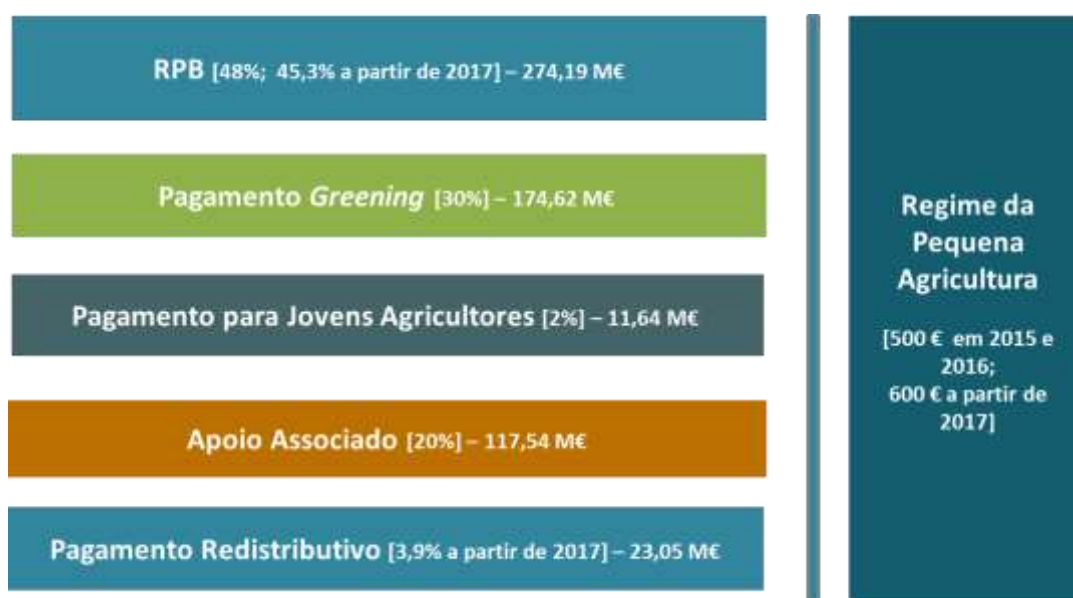 RPB [48%; 45,3% a partir de 2017] – 274,19 M€
Pagamento Greening [30%] – 174,62 M€
Pagamento para Jovens Agricultores [2%] – 11,64 M€
Apoio Associado [20%] – 117,54 M€
Pagamento Redistributivo [3,9% a partir de 2017] – 23,05 M€
Regime da
Pequena
Agricultura
[500 € em 2015 e
2016;
600 € a partir de
2017]